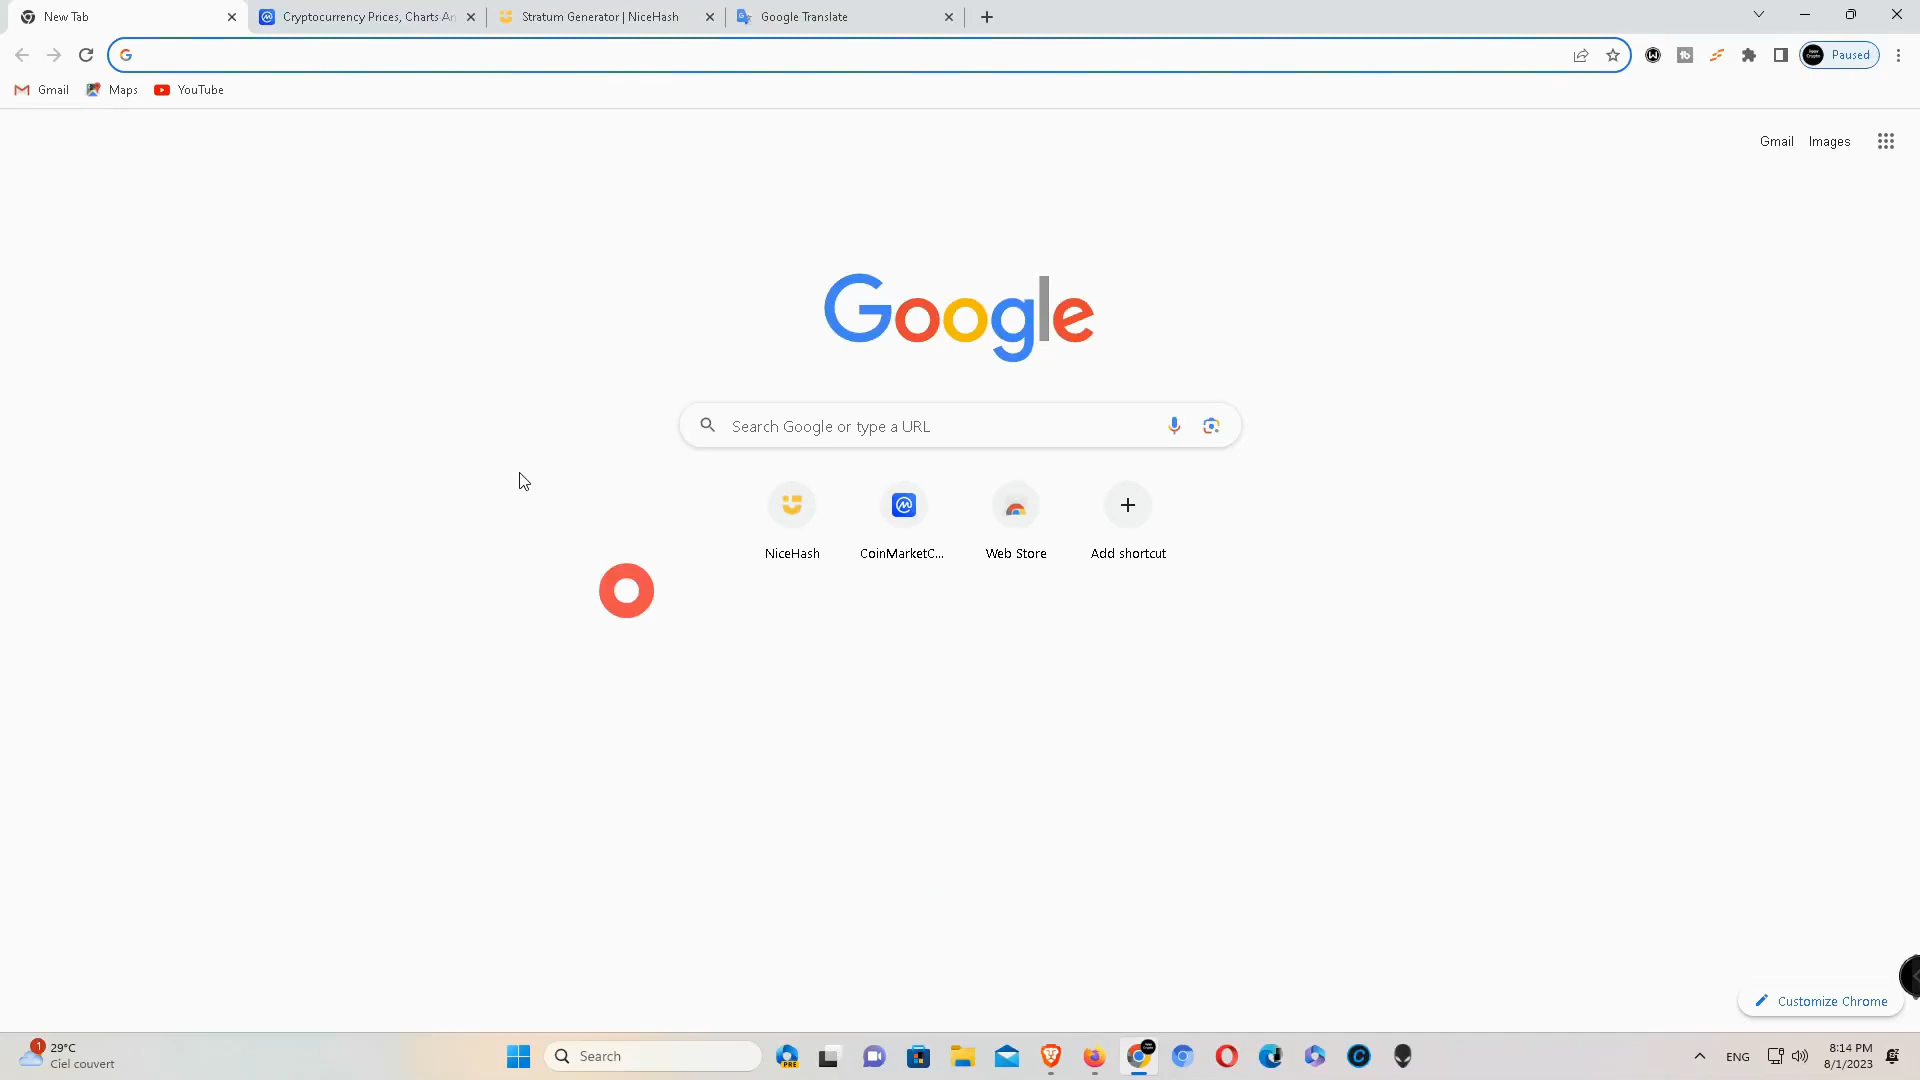 New Tab
Cryptocurrency Prices, Charts An
Stratum Generator | NiceHash
Google Translate
Paused
Gmail
Maps
YouTube
Gmail
Images
Google
Search Google or type a URL
NiceHash
CoinMarketC...
Web Store
Add shortcut
Customize Chrome
1
29°C
Ciel couvert
Search
PRE
ENG
8:14 PM
8/1/2023